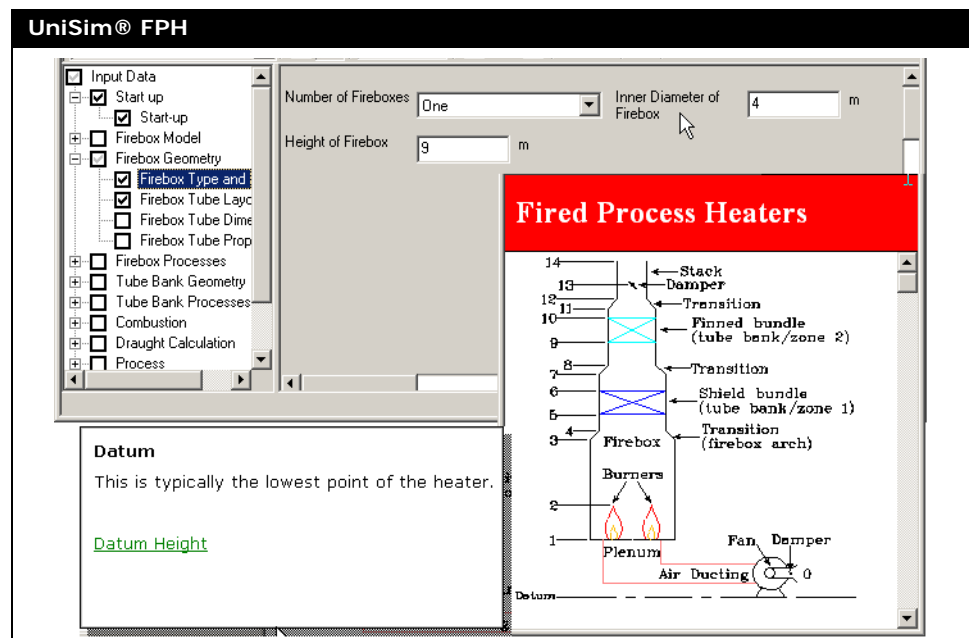 UniSim® FPH
Input Data
Start up
Start-up
Firebox Model
Firebox Geometry
Firebox Type and
Firebox Tube Layc
Firebox Tube Dime
Firebox Tube Prop
Firebox Processes
Tube Bank Geometry
Tube Bank Processes
Combustion
Draught Calculation
Process
Number of Fireboxes
One
Inner Diameter of
Firebox
4
m
Height of Firebox
9
m
Fired Process Heaters
14
Stack
13
Damper
12
11
Transition
10
Finned bundle
(tube bank/zone 2)
9
8
7
Transition
6
Shield bundle
(tube bank/zone 1)
5
4
Transition
(firebox arch)
3
Firebox
Burners
2
1
Plenum
Fan
Damper
Air Ducting
0
Datum
Datum
This is typically the lowest point of the heater.
Datum Height